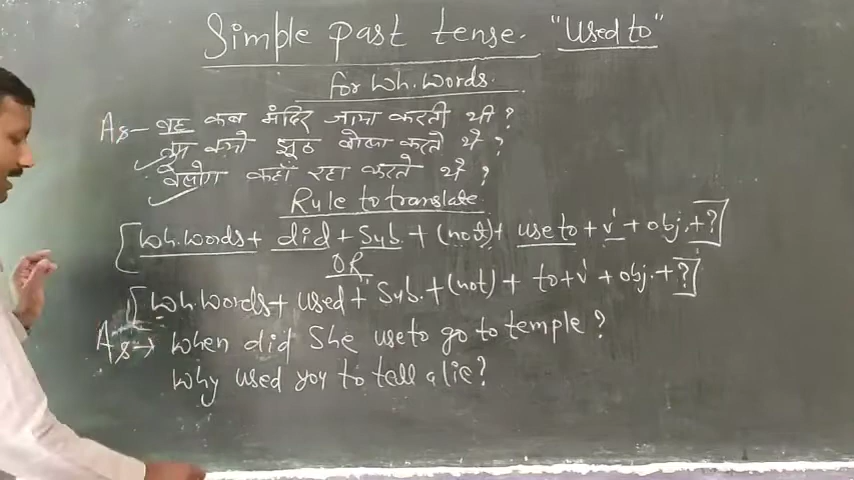 Simple past tense. "Used to"
for Wh. Words.
As- वह कब मंदिर जाया करती थी ?
तुम क्यों झूठ बोला करते थे ?
वेलोग कहाँ रहा करते थे ?
Rule to translate
[Wh. Words + did + Sub. + (not) + use to + v' + obj. + ?]
OR
[Wh. Words + used + Sub. + (not) + to + v' + obj. + ?]
As → When did She use to go to temple ?
Why used you to tell a lie ?